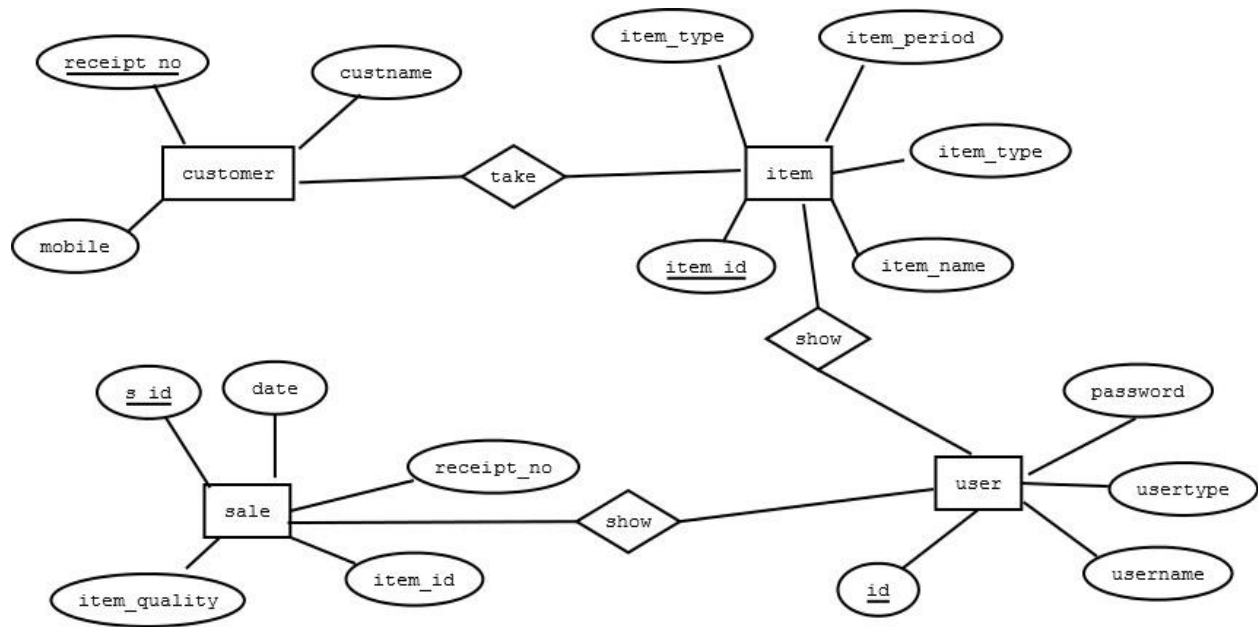 item_type
item_period
receipt_no
custname
item_type
customer
take
item
mobile
item_id
item_name
show
s_id
date
password
receipt_no
user
usertype
sale
show
item_id
username
item_quality
id